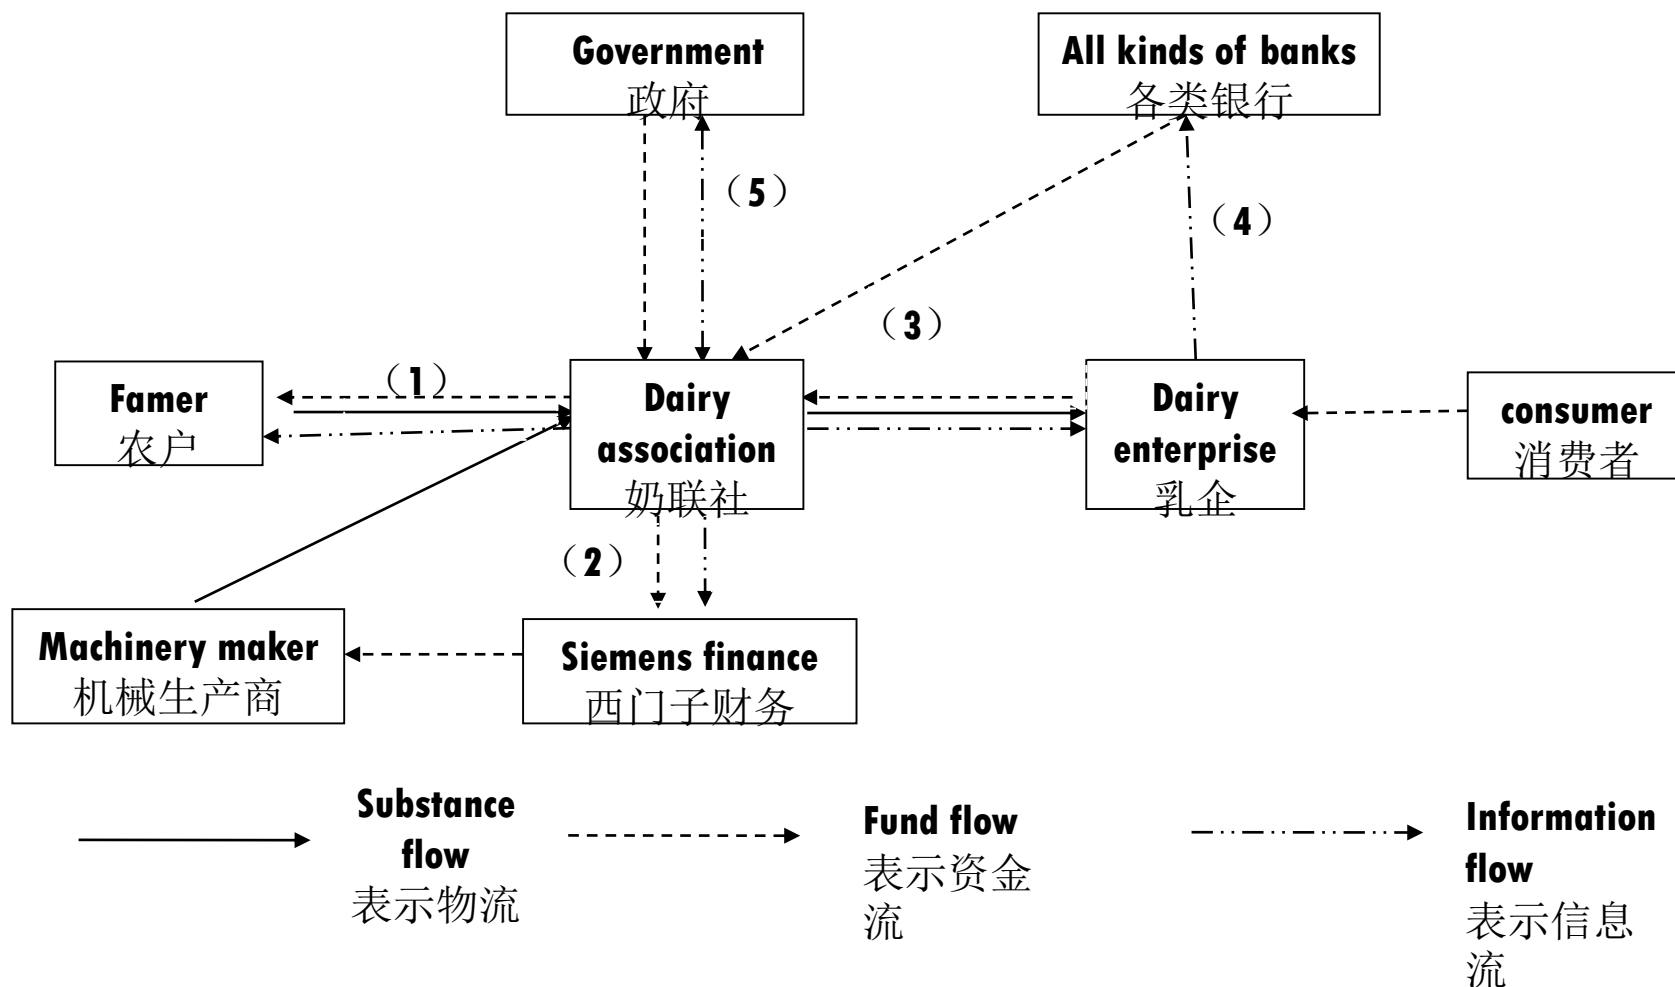 Government
政府
All kinds of banks
各类银行
（5）
（4）
（3）
（1）
Famer
农户
Dairy
association
奶联社
Dairy
enterprise
乳企
consumer
消费者
（2）
Machinery maker
机械生产商
Siemens finance
西门子财务
Substance
flow
表示物流
Fund flow
表示资金
流
Information
flow
表示信息
流